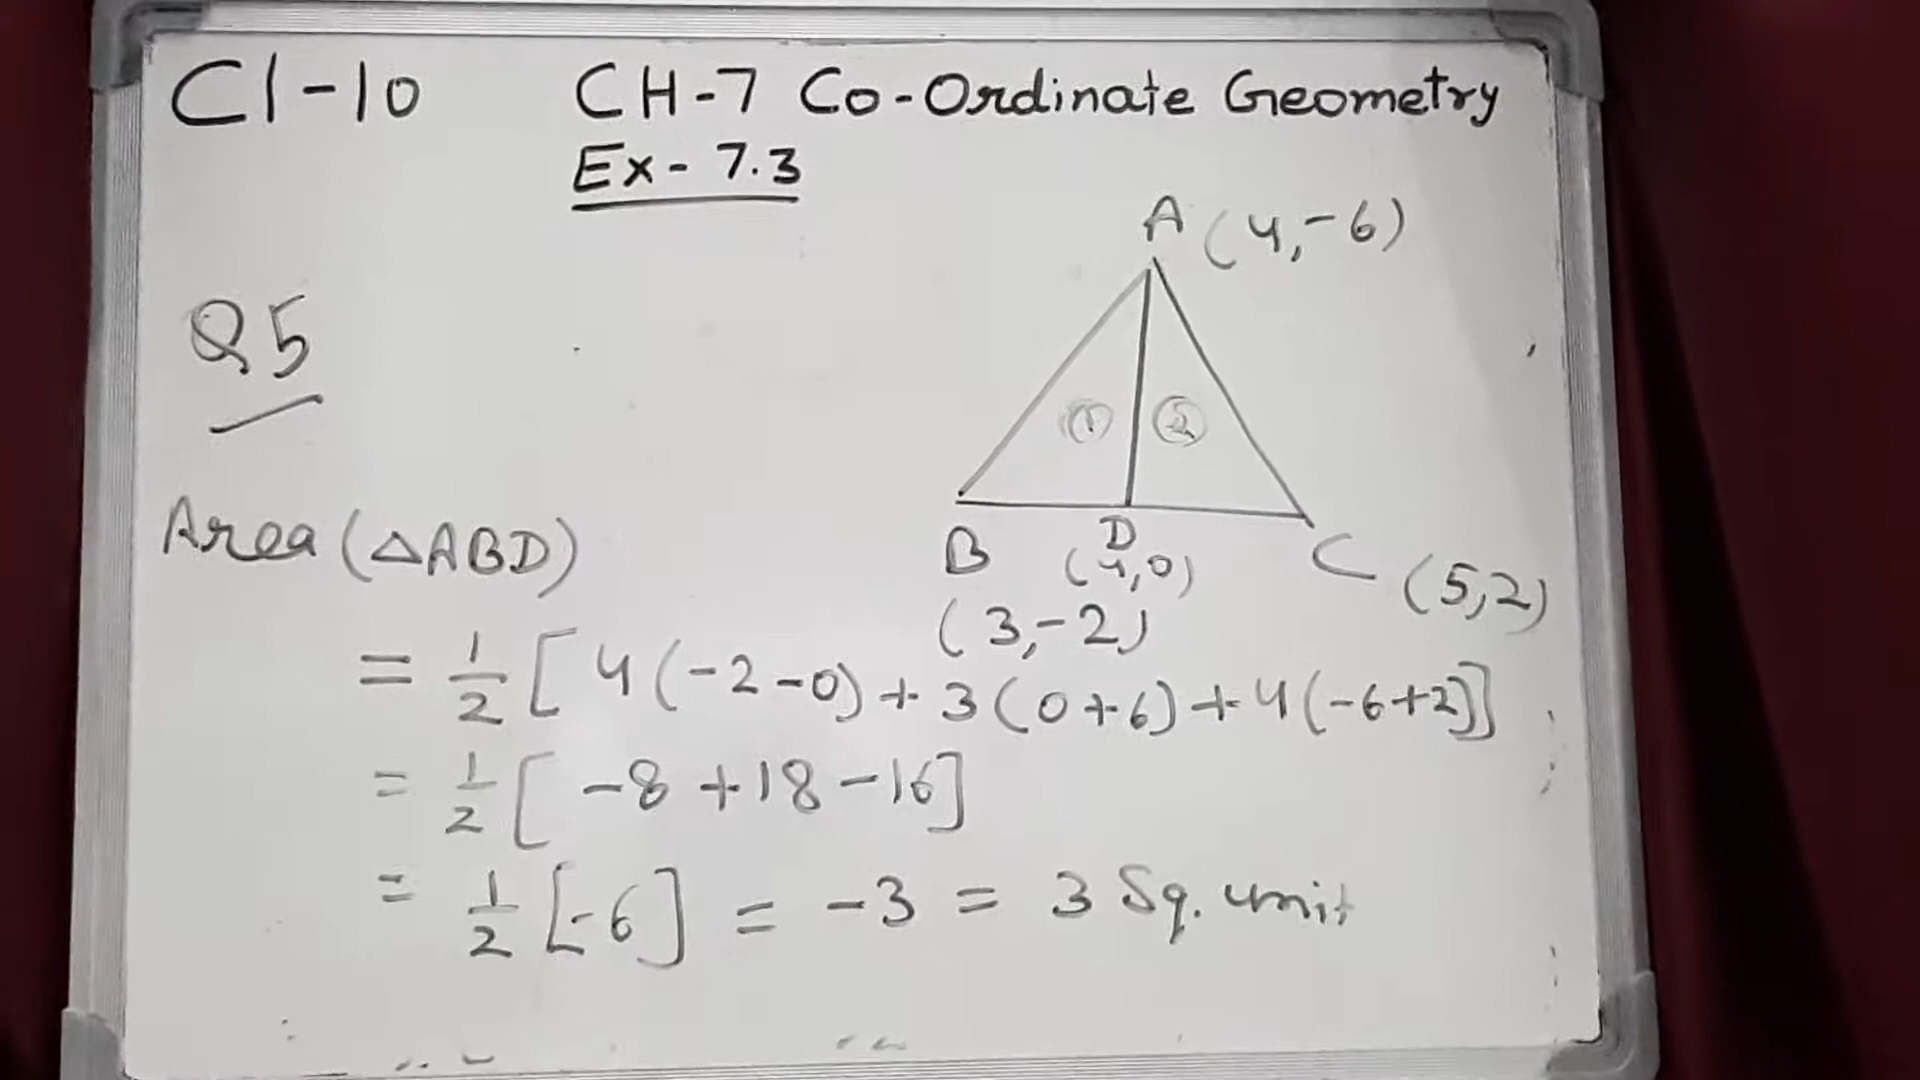 Cl-10 CH-7 Co-Ordinate Geometry
Ex- 7.3
A (4,-6)
Q5
① ②
B D C
(4,0) (5,2)
(3,-2)
Area (△ABD)
= 1/2 [ 4(-2-0) + 3(0+6) + 4(-6+2]]
= 1/2 [ -8 +18 -16]
= 1/2 [-6] = -3 = 3 Sq. unit